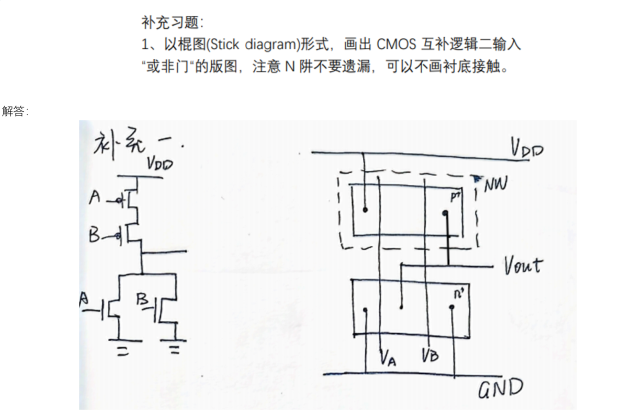 补充习题：
1、以棍图(Stick diagram)形式，画出 CMOS 互补逻辑二输入
"或非门"的版图，注意 N 阱不要遗漏，可以不画衬底接触。
解答：
补充一.
VDD
A
B
A
B
VDD
NW
P+
Vout
n+
VA
VB
GND